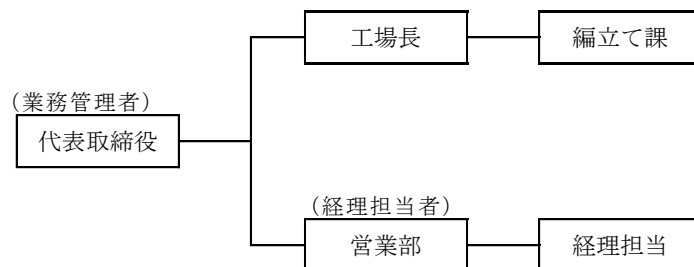 工場長
編立て課
(業務管理者)
代表取締役
(経理担当者)
営業部
経理担当